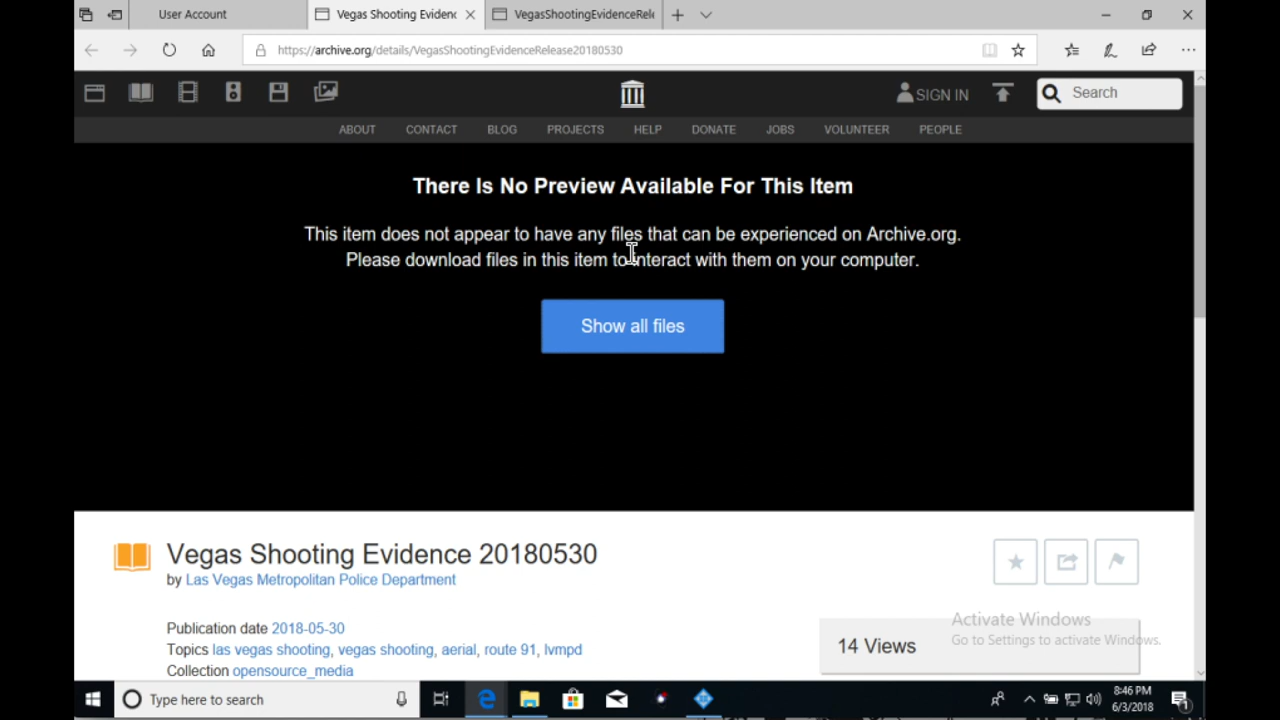 User Account
Vegas Shooting Evidenc
VegasShootingEvidenceRele
https://archive.org/details/VegasShootingEvidenceRelease20180530
SIGN IN
Search
ABOUT CONTACT BLOG PROJECTS HELP DONATE JOBS VOLUNTEER PEOPLE
There Is No Preview Available For This Item
This item does not appear to have any files that can be experienced on Archive.org.
Please download files in this item to interact with them on your computer.
Show all files
Vegas Shooting Evidence 20180530
by Las Vegas Metropolitan Police Department
Publication date 2018-05-30
Topics las vegas shooting, vegas shooting, aerial, route 91, lvmpd
Collection opensource_media
14 Views
Activate Windows
Go to Settings to activate Windows.
Type here to search
8:46 PM
6/3/2018
1